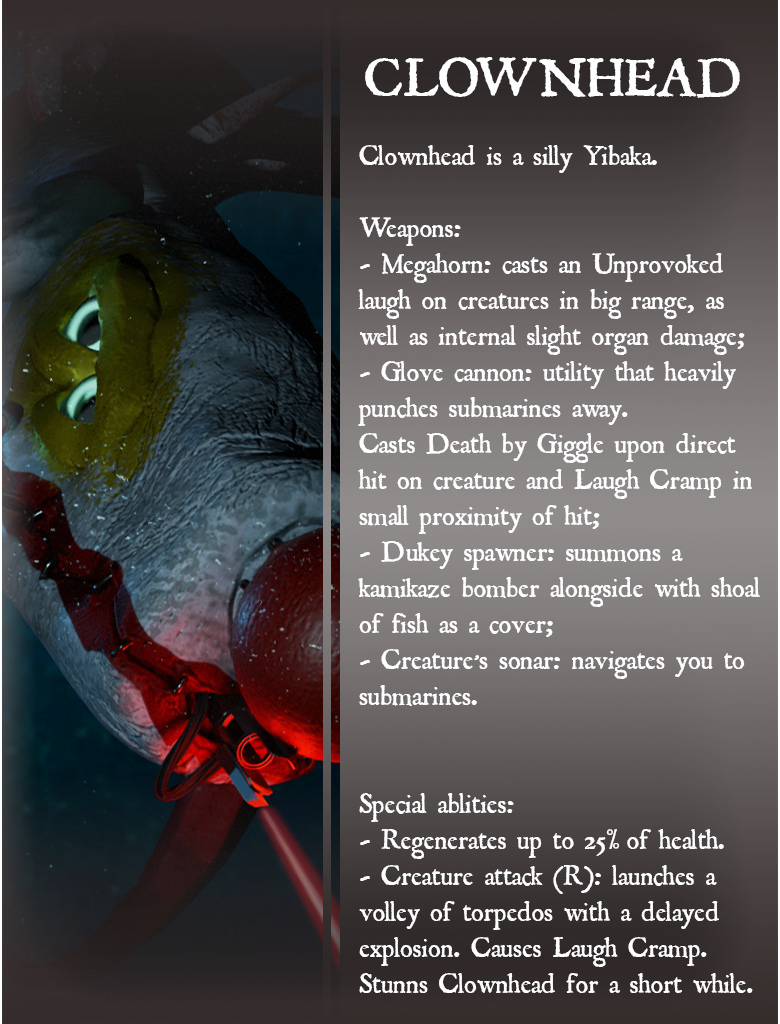 CLOWNHEAD
Clownhead is a silly Yibaka.
Weapons:
- Megahorn: casts an Unprovoked
laugh on creatures in big range, as
well as internal slight organ damage;
- Glove cannon: utility that heavily
punches submarines away.
Casts Death by Giggle upon direct
hit on creature and Laugh Cramp in
small proximity of hit;
- Dukey spawner: summons a
kamikaze bomber alongside with shoal
of fish as a cover;
- Creature's sonar: navigates you to
submarines.
Special ablities:
- Regenerates up to 25% of health.
- Creature attack (R): launches a
volley of torpedos with a delayed
explosion. Causes Laugh Cramp.
Stunns Clownhead for a short while.